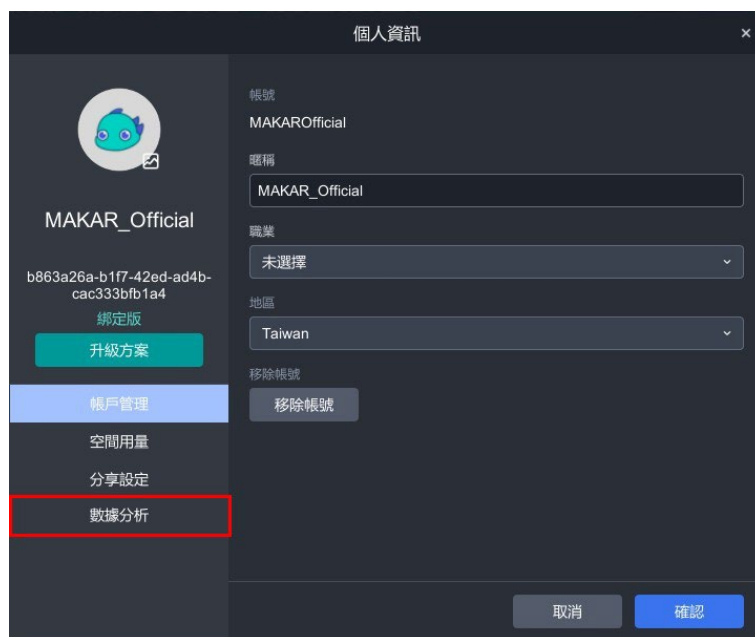 個人資訊
×
MAKAR_Official
b863a26a-b1f7-42ed-ad4b-
cac333bfb1a4
綁定版
升級方案
帳戶管理
空間用量
分享設定
數據分析
帳號
MAKAROfficial
暱稱
MAKAR_Official
職業
未選擇
地區
Taiwan
移除帳號
移除帳號
取消
確認